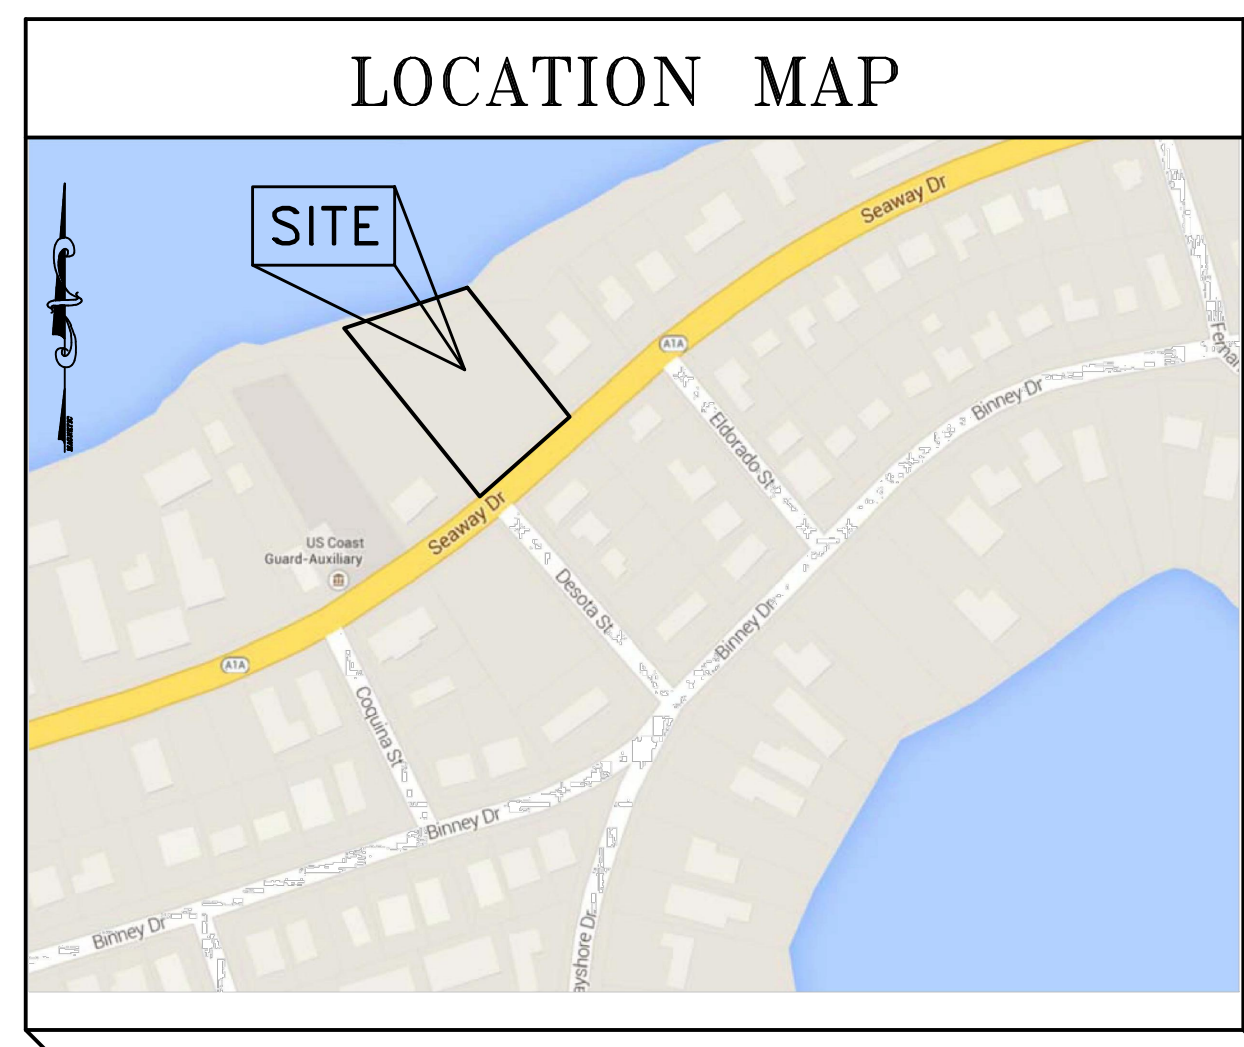 LOCATION MAP
SITE
Seaway Dr
A1A
Binney Dr
Eldorado St
Seaway Dr
US Coast
Guard-Auxiliary
Desota St
Binney Dr
A1A
Coquina St
Binney Dr
Binney Dr
ayshore Dr